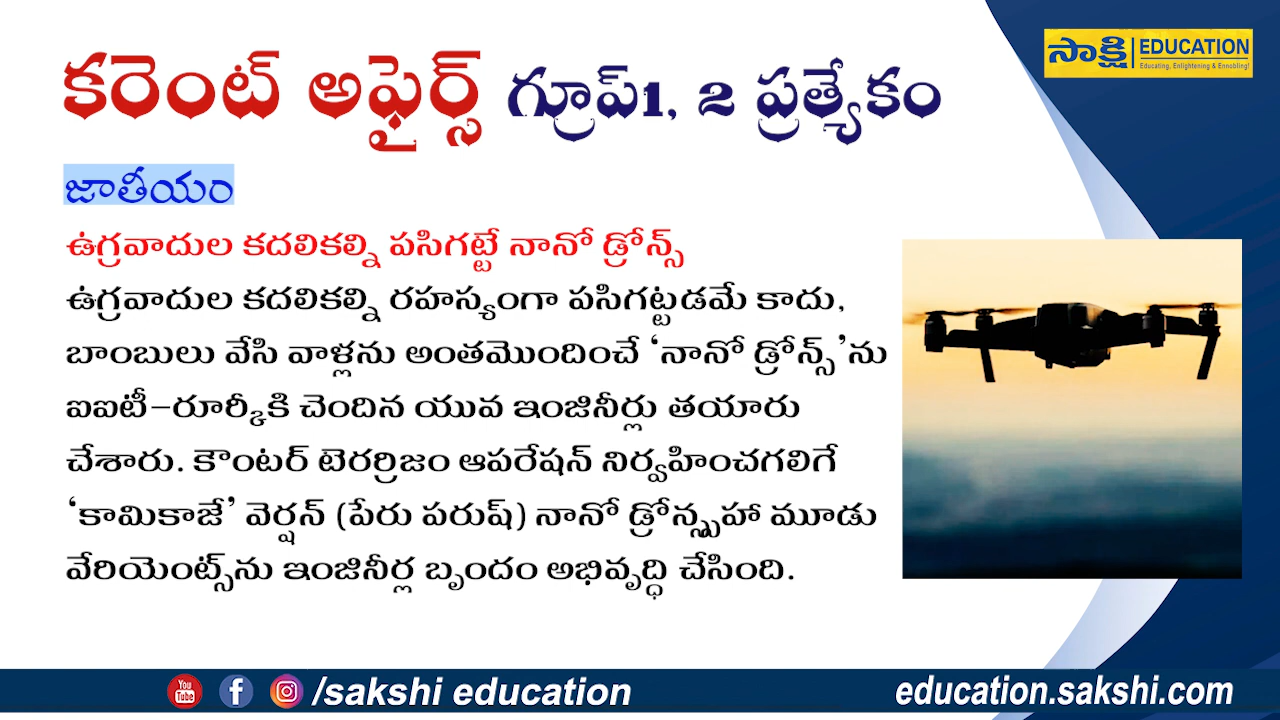 కరెంట్ అఫైర్స్ గ్రూప్1, 2 ప్రత్యేకం
సాక్షి EDUCATION
Educating, Enlightening & Ennobling!
జాతీయం
ఉగ్రవాదుల కదలికల్ని పసిగట్టే నానో డ్రోన్స్
ఉగ్రవాదుల కదలికల్ని రహస్యంగా పసిగట్టడమే కాదు,
బాంబులు వేసి వాళ్లను అంతమొందించే ‘నానో డ్రోన్స్’ను
ఐఐటీ–రూర్కీకి చెందిన యువ ఇంజినీర్లు తయారు
చేశారు. కౌంటర్ టెరర్రిజం ఆపరేషన్ నిర్వహించగలిగే
‘కామికాజే’ వెర్షన్ (పేరు పరుష్) నానో డ్రోన్సృహా మూడు
వేరియెంట్స్‌ను ఇంజినీర్ల బృందం అభివృద్ధి చేసింది.
You Tube /sakshi education
education.sakshi.com